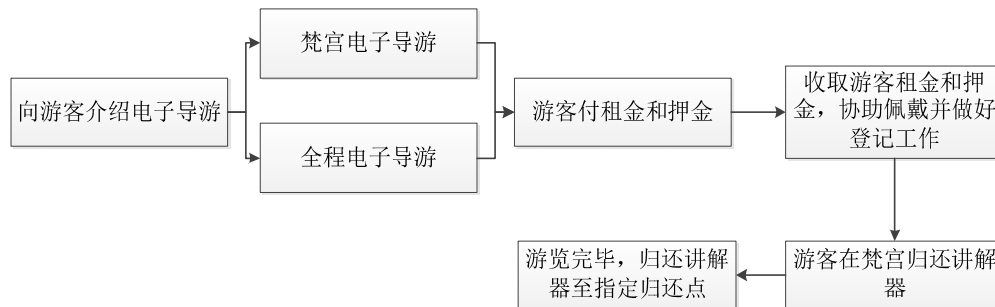 向游客介绍电子导游
梵宫电子导游
全程电子导游
游客付租金和押金
收取游客租金和押
金，协助佩戴并做好
登记工作
游客在梵宫归还讲解
器
游览完毕，归还讲解
器至指定归还点